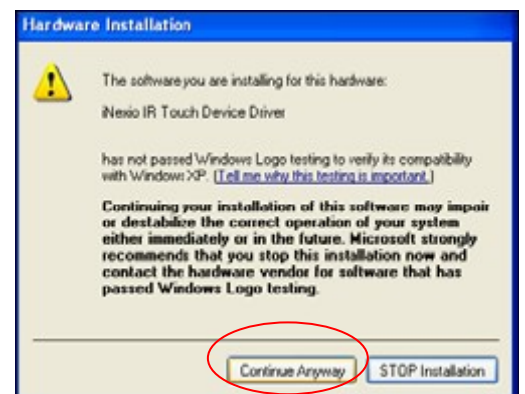 Hardware Installation
The software you are installing for this hardware:
iNexio IR Touch Device Driver
has not passed Windows Logo testing to verify its compatibility
with Windows XP. (Tell me why this testing is important.)
Continuing your installation of this software may impair
or destabilize the correct operation of your system
either immediately or in the future. Microsoft strongly
recommends that you stop this installation now and
contact the hardware vendor for software that has
passed Windows Logo testing.
Continue Anyway
STOP Installation